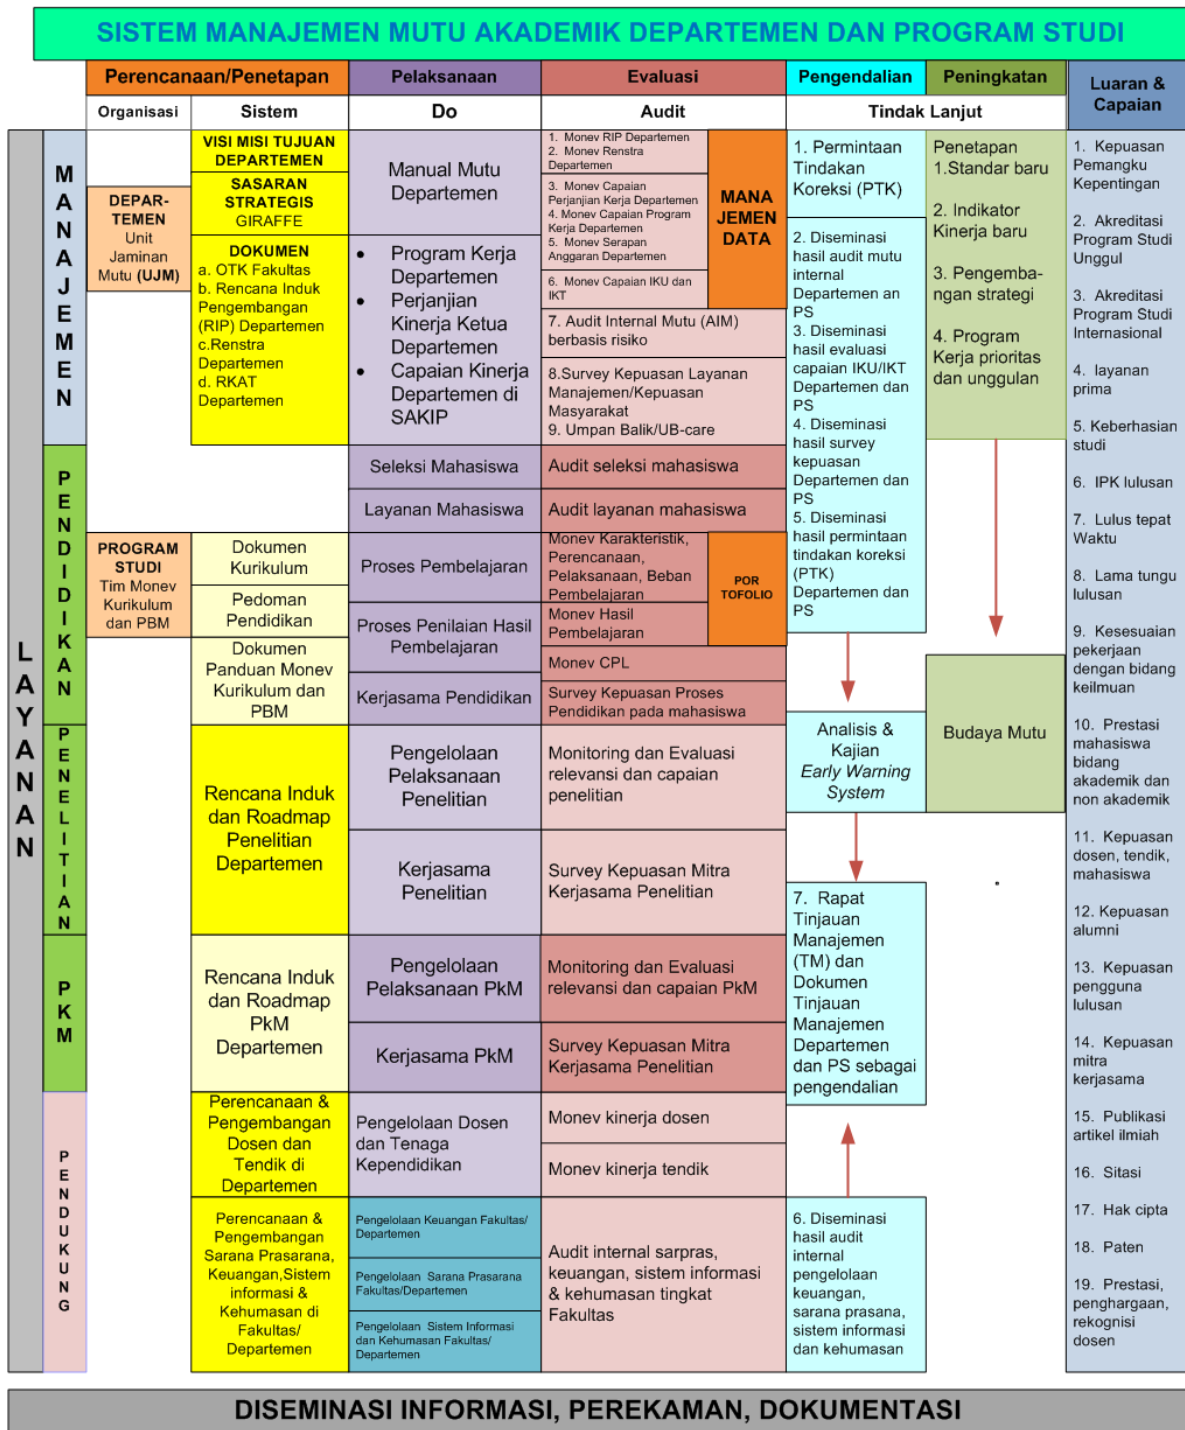 SISTEM MANAJEMEN MUTU AKADEMIK DEPARTEMEN DAN PROGRAM STUDI
Perencanaan/Penetapan
Pelaksanaan
Evaluasi
Pengendalian
Peningkatan
Luaran &
Capaian
Organisasi
Sistem
Do
Audit
Tindak Lanjut
LAYANAN
MANAJEMEN
DEPAR-
TEMEN
Unit
Jaminan
Mutu (UJM)
VISI MISI TUJUAN
DEPARTEMEN
SASARAN
STRATEGIS
GIRAFFE
DOKUMEN
a. OTK Fakultas
b. Rencana Induk
Pengembangan
(RIP) Departemen
c.Renstra
Departemen
d. RKAT
Departemen
Manual Mutu
Departemen
• Program Kerja
Departemen
• Perjanjian
Kinerja Ketua
Departemen
• Capaian Kinerja
Departemen di
SAKIP
1. Monev RIP Departemen
2. Monev Renstra
Departemen
3. Monev Capaian
Perjanjian Kerja Departemen
4. Monev Capaian Program
Kerja Departemen
5. Monev Serapan
Anggaran Departemen
6. Monev Capaian IKU dan
IKT
MANA
JEMEN
DATA
7. Audit Internal Mutu (AIM)
berbasis risiko
8.Survey Kepuasan Layanan
Manajemen/Kepuasan
Masyarakat
9. Umpan Balik/UB-care
1. Permintaan
Tindakan
Koreksi (PTK)
2. Diseminasi
hasil audit mutu
internal
Departemen an
PS
3. Diseminasi
hasil evaluasi
capaian IKU/IKT
Departemen dan
PS
4. Diseminasi
hasil survey
kepuasan
Departemen dan
PS
5. Diseminasi
hasil permintaan
tindakan koreksi
(PTK)
Departemen dan
PS
Penetapan
1.Standar baru
2. Indikator
Kinerja baru
3. Pengemba-
ngan strategi
4. Program
Kerja prioritas
dan unggulan
PENDIDIKAN
PROGRAM
STUDI
Tim Monev
Kurikulum
dan PBM
Dokumen
Kurikulum
Pedoman
Pendidikan
Dokumen
Panduan Monev
Kurikulum dan
PBM
Seleksi Mahasiswa
Layanan Mahasiswa
Proses Pembelajaran
Proses Penilaian Hasil
Pembelajaran
Kerjasama Pendidikan
Audit seleksi mahasiswa
Audit layanan mahasiswa
Monev Karakteristik,
Perencanaan,
Pelaksanaan, Beban
Pembelajaran
Monev Hasil
Pembelajaran
POR
TOFOLIO
Monev CPL
Survey Kepuasan Proses
Pendidikan pada mahasiswa
PENELITIAN
Rencana Induk
dan Roadmap
Penelitian
Departemen
Pengelolaan
Pelaksanaan
Penelitian
Kerjasama
Penelitian
Monitoring dan Evaluasi
relevansi dan capaian
penelitian
Survey Kepuasan Mitra
Kerjasama Penelitian
Analisis &
Kajian
Early Warning
System
Budaya Mutu
7. Rapat
Tinjauan
Manajemen
(TM) dan
Dokumen
Tinjauan
Manajemen
Departemen
dan PS sebagai
pengendalian
PKM
Rencana Induk
dan Roadmap
PkM
Departemen
Pengelolaan
Pelaksanaan PkM
Kerjasama PkM
Monitoring dan Evaluasi
relevansi dan capaian PkM
Survey Kepuasan Mitra
Kerjasama Penelitian
PENDUKUNG
Perencanaan &
Pengembangan
Dosen dan
Tendik di
Departemen
Perencanaan &
Pengembangan
Sarana Prasarana,
Keuangan,Sistem
informasi &
Kehumasan di
Fakultas/
Departemen
Pengelolaan Dosen
dan Tenaga
Kependidikan
Pengelolaan Keuangan Fakultas/
Departemen
Pengelolaan Sarana Prasarana
Fakultas/Departemen
Pengelolaan Sistem Informasi
dan Kehumasan Fakultas/
Departemen
Monev kinerja dosen
Monev kinerja tendik
Audit internal sarpras,
keuangan, sistem informasi
& kehumasan tingkat
Fakultas
6. Diseminasi
hasil audit
internal
pengelolaan
keuangan,
sarana prasana,
sistem informasi
dan kehumasan
1. Kepuasan
Pemangku
Kepentingan
2. Akreditasi
Program Studi
Unggul
3. Akreditasi
Program Studi
Internasional
4. layanan
prima
5. Keberhasian
studi
6. IPK lulusan
7. Lulus tepat
Waktu
8. Lama tungu
lulusan
9. Kesesuaian
pekerjaan
dengan bidang
keilmuan
10. Prestasi
mahasiswa
bidang
akademik dan
non akademik
11. Kepuasan
dosen, tendik,
mahasiswa
12. Kepuasan
alumni
13. Kepuasan
pengguna
lulusan
14. Kepuasan
mitra
kerjasama
15. Publikasi
artikel ilmiah
16. Sitasi
17. Hak cipta
18. Paten
19. Prestasi,
penghargaan,
rekognisi
dosen
DISEMINASI INFORMASI, PEREKAMAN, DOKUMENTASI